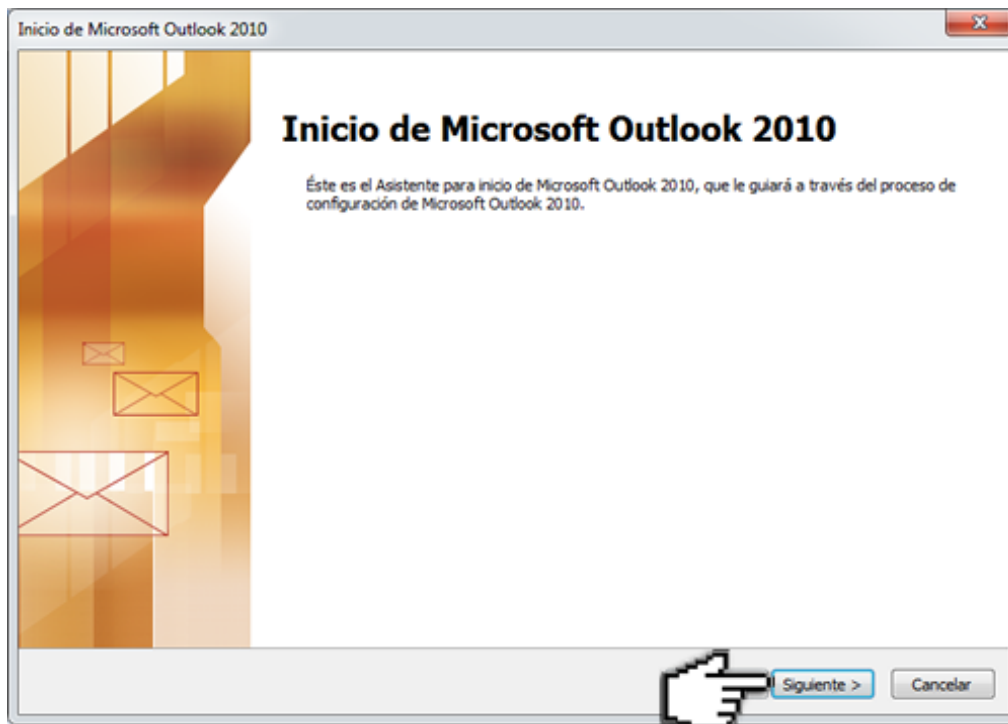 Inicio de Microsoft Outlook 2010
Inicio de Microsoft Outlook 2010
Éste es el Asistente para inicio de Microsoft Outlook 2010, que le guiará a través del proceso de
configuración de Microsoft Outlook 2010.
Siguiente > Cancelar